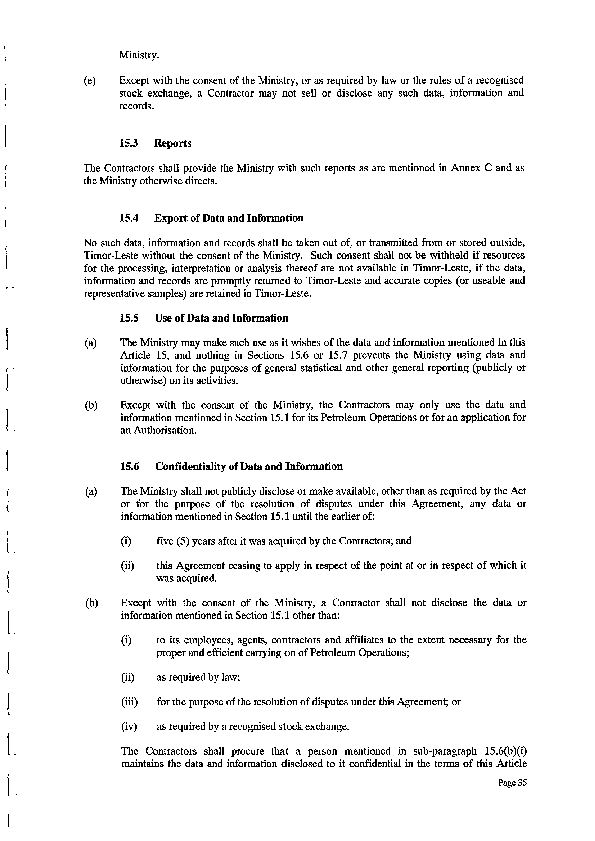 Ministry.
(e) Except with the consent of the Ministry, or as required by law or the rules of a recognised
stock exchange, a Contractor may not sell or disclose any such data, information and
records.
15.3 Reports
The Contractors shall provide the Ministry with such reports as are mentioned in Annex C and as
the Ministry otherwise directs.
15.4 Export of Data and Information
No such data, information and records shall be taken out of, or transmitted from or stored outside,
Timor-Leste without the consent of the Ministry. Such consent shall not be withheld if resources
for the processing, interpretation or analysis thereof are not available in Timor-Leste, if the data,
information and records are promptly returned to Timor-Leste and accurate copies (or useable and
representative samples) are retained in Timor-Leste.
15.5 Use of Data and Information
(a) The Ministry may make such use as it wishes of the data and information mentioned in this
Article 15, and nothing in Sections 15.6 or 15.7 prevents the Ministry using data and
information for the purposes of general statistical and other general reporting (publicly or
otherwise) on its activities.
(b) Except with the consent of the Ministry, the Contractors may only use the data and
information mentioned in Section 15.1 for its Petroleum Operations or for an application for
an Authorisation.
15.6 Confidentiality of Data and Information
(a) The Ministry shall not publicly disclose or make available, other than as required by the Act
or for the purpose of the resolution of disputes under this Agreement, any data or
information mentioned in Section 15.1 until the earlier of:
(i) five (5) years after it was acquired by the Contractors; and
(ii) this Agreement ceasing to apply in respect of the point at or in respect of which it
was acquired.
(b) Except with the consent of the Ministry, a Contractor shall not disclose the data or
information mentioned in Section 15.1 other than:
(i) to its employees, agents, contractors and affiliates to the extent necessary for the
proper and efficient carrying on of Petroleum Operations;
(ii) as required by law;
(iii) for the purpose of the resolution of disputes under this Agreement; or
(iv) as required by a recognised stock exchange.
The Contractors shall procure that a person mentioned in sub-paragraph 15.6(b)(i)
maintains the data and information disclosed to it confidential in the terms of this Article
Page 35